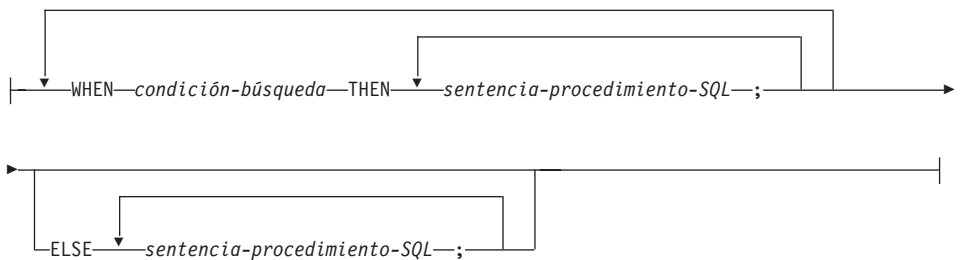 WHEN condición-búsqueda THEN sentencia-procedimiento-SQL ;
ELSE sentencia-procedimiento-SQL ;